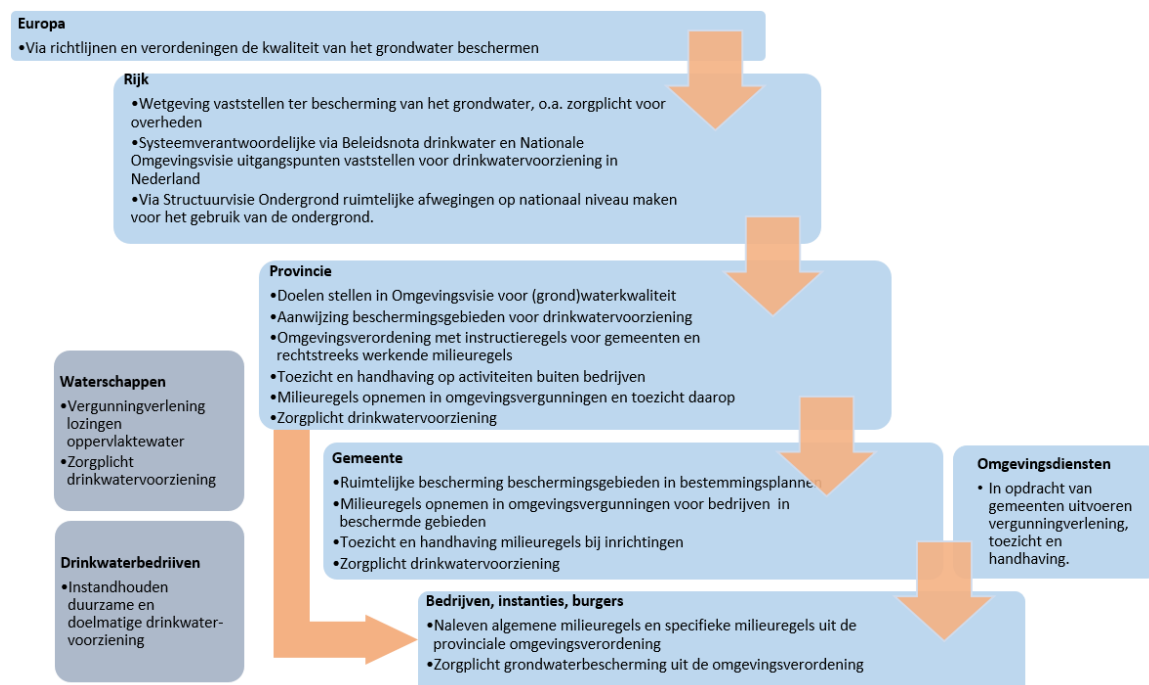 Europa
•Via richtlijnen en verordeningen de kwaliteit van het grondwater beschermen
Rijk
•Wetgeving vaststellen ter bescherming van het grondwater, o.a. zorgplicht voor
overheden
•Systeemverantwoordelijke via Beleidsnota drinkwater en Nationale
Omgevingsvisie uitgangspunten vaststellen voor drinkwatervoorziening in
Nederland
•Via Structuurvisie Ondergrond ruimtelijke afwegingen op nationaal niveau maken
voor het gebruik van de ondergrond.
Provincie
•Doelen stellen in Omgevingsvisie voor (grond)waterkwaliteit
•Aanwijzing beschermingsgebieden voor drinkwatervoorziening
•Omgevingsverordening met instructieregels voor gemeenten en
rechtstreeks werkende milieuregels
•Toezicht en handhaving op activiteiten buiten bedrijven
•Milieuregels opnemen in omgevingsvergunningen en toezicht daarop
•Zorgplicht drinkwatervoorziening
Waterschappen
•Vergunningverlening
lozingen
oppervlaktewater
•Zorgplicht
drinkwatervoorziening
Gemeente
•Ruimtelijke bescherming beschermingsgebieden in bestemmingsplannen
•Milieuregels opnemen in omgevingsvergunningen voor bedrijven in
beschermde gebieden
•Toezicht en handhaving milieuregels bij inrichtingen
•Zorgplicht drinkwatervoorziening
Omgevingsdiensten
• In opdracht van
gemeenten uitvoeren
vergunningverlening,
toezicht en
handhaving.
Drinkwaterbedrijven
•Instandhouden
duurzame en
doelmatige drinkwater-
voorziening
Bedrijven, instanties, burgers
•Naleven algemene milieuregels en specifieke milieuregels uit de
provinciale omgevingsverordening
•Zorgplicht grondwaterbescherming uit de omgevingsverordening